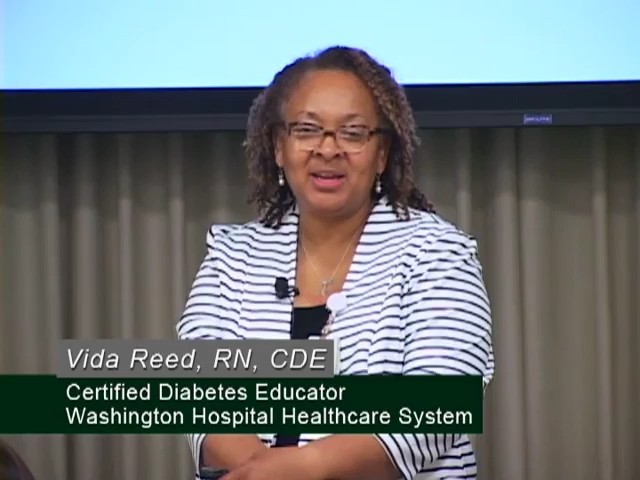 Vida Reed, RN, CDE
Certified Diabetes Educator
Washington Hospital Healthcare System